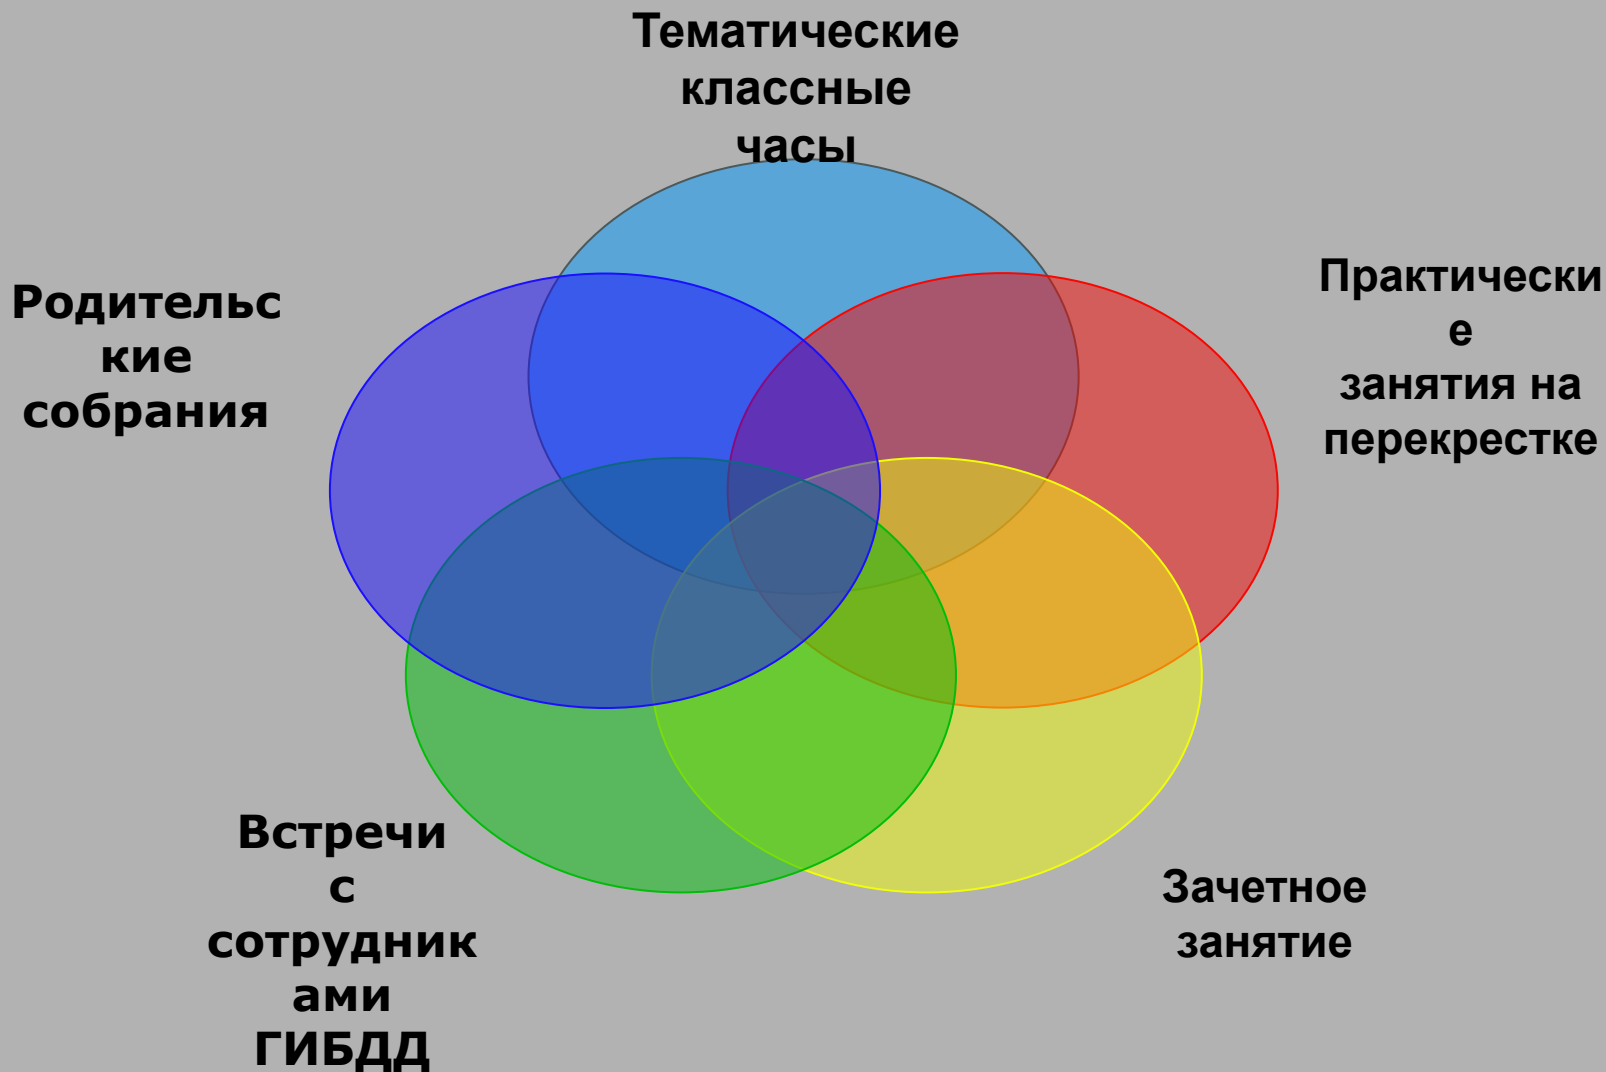 Тематические
классные
часы
Родительс
кие
собрания
Практически
е
занятия на
перекрестке
Встречи
с
сотрудник
ами
ГИБДД
Зачетное
занятие